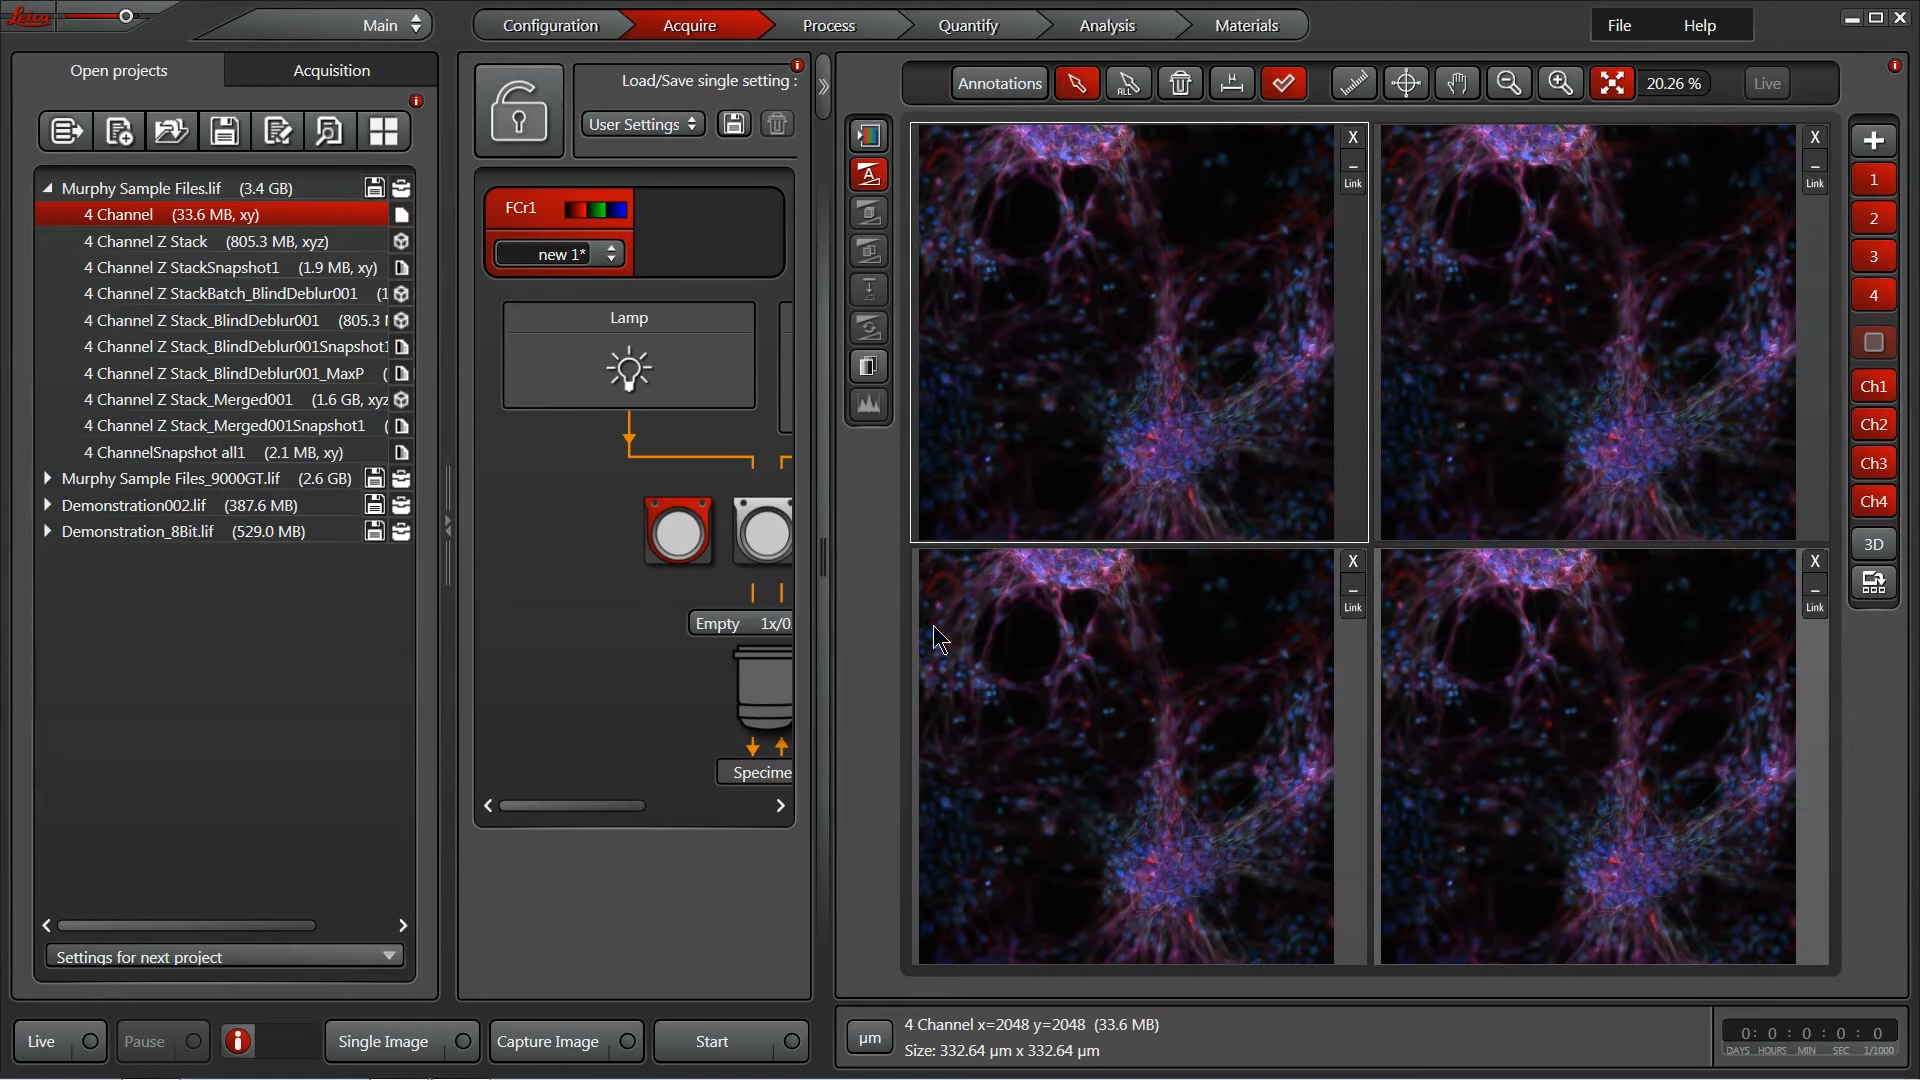 Leica
Main
Configuration
Acquire
Process
Quantify
Analysis
Materials
File
Help
Open projects
Acquisition
Murphy Sample Files.lif (3.4 GB)
4 Channel (33.6 MB, xy)
4 Channel Z Stack (805.3 MB, xyz)
4 Channel Z StackSnapshot1 (1.9 MB, xy)
4 Channel Z StackBatch_BlindDeblur001 (1
4 Channel Z Stack_BlindDeblur001 (805.3
4 Channel Z Stack_BlindDeblur001Snapshot1
4 Channel Z Stack_BlindDeblur001_MaxP (
4 Channel Z Stack_Merged001 (1.6 GB, xyz
4 Channel Z Stack_Merged001Snapshot1 (
4 ChannelSnapshot all1 (2.1 MB, xy)
Murphy Sample Files_9000GT.lif (2.6 GB)
Demonstration002.lif (387.6 MB)
Demonstration_8Bit.lif (529.0 MB)
Settings for next project
Load/Save single setting :
User Settings
FCr1
new 1*
Lamp
Empty 1x/0
Specime
Annotations
ALL
20.26 %
Live
A
X
Link
X
Link
X
Link
X
Link
1
2
3
4
Ch1
Ch2
Ch3
Ch4
3D
Live
Pause
Single Image
Capture Image
Start
µm
4 Channel x=2048 y=2048 (33.6 MB)
Size: 332.64 µm x 332.64 µm
0: 0 : 0 : 0 : 0
DAYS HOURS MIN SEC 1/1000